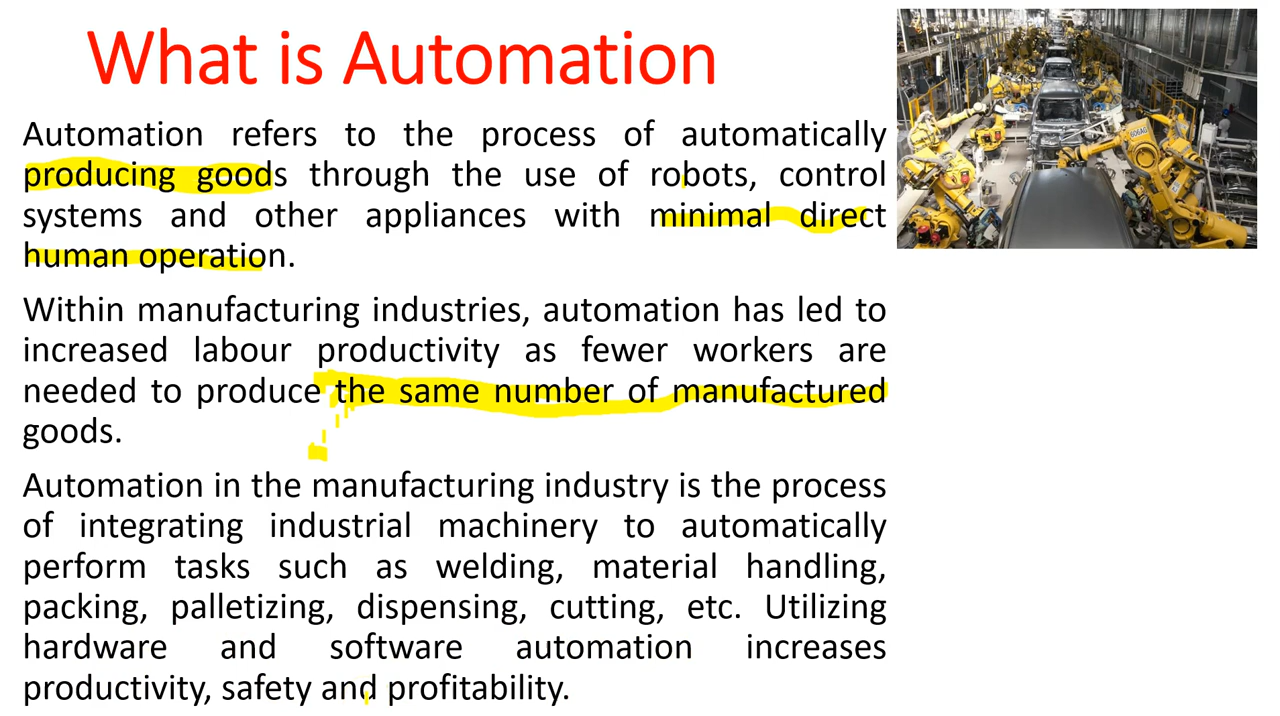 What is Automation
Automation refers to the process of automatically
producing goods through the use of robots, control
systems and other appliances with minimal direct
human operation.
Within manufacturing industries, automation has led to
increased labour productivity as fewer workers are
needed to produce the same number of manufactured
goods.
Automation in the manufacturing industry is the process
of integrating industrial machinery to automatically
perform tasks such as welding, material handling,
packing, palletizing, dispensing, cutting, etc. Utilizing
hardware and software automation increases
productivity, safety and profitability.